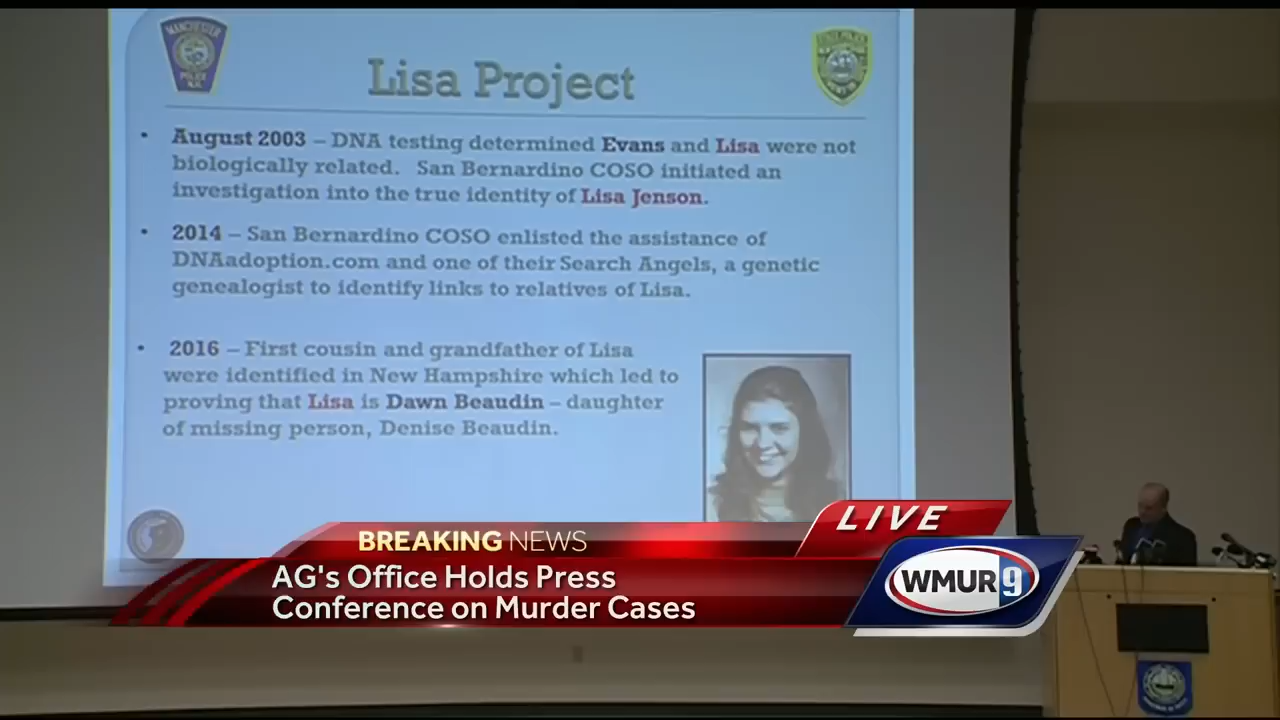 MANCHESTER
POLICE
N.H.
Lisa Project
• August 2003 – DNA testing determined Evans and Lisa were not
biologically related. San Bernardino COSO initiated an
investigation into the true identity of Lisa Jenson.
• 2014 – San Bernardino COSO enlisted the assistance of
DNAadoption.com and one of their Search Angels, a genetic
genealogist to identify links to relatives of Lisa.
• 2016 – First cousin and grandfather of Lisa
were identified in New Hampshire which led to
proving that Lisa is Dawn Beaudin – daughter
of missing person, Denise Beaudin.
LIVE
BREAKING NEWS
AG's Office Holds Press
Conference on Murder Cases
WMUR 9